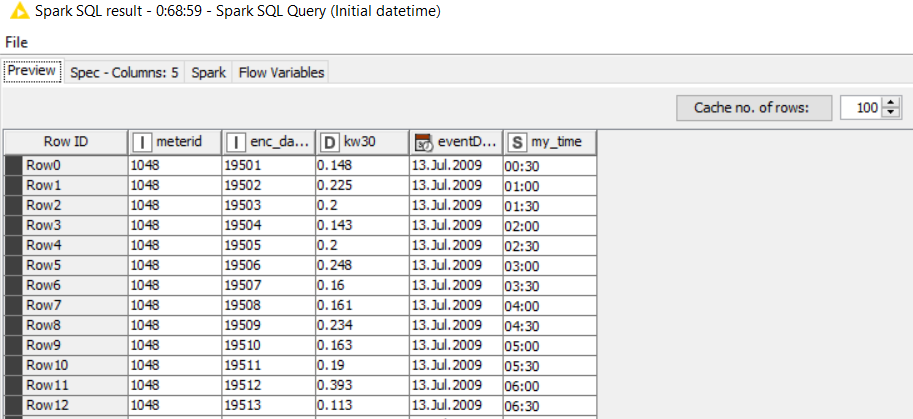 Spark SQL result - 0:68:59 - Spark SQL Query (Initial datetime)
File
Preview Spec - Columns: 5 Spark Flow Variables
Cache no. of rows: 100
Row ID I meterid I enc_da... D kw30 eventD... S my_time
Row0 1048 19501 0.148 13.Jul.2009 00:30
Row1 1048 19502 0.225 13.Jul.2009 01:00
Row2 1048 19503 0.2 13.Jul.2009 01:30
Row3 1048 19504 0.143 13.Jul.2009 02:00
Row4 1048 19505 0.2 13.Jul.2009 02:30
Row5 1048 19506 0.248 13.Jul.2009 03:00
Row6 1048 19507 0.16 13.Jul.2009 03:30
Row7 1048 19508 0.161 13.Jul.2009 04:00
Row8 1048 19509 0.234 13.Jul.2009 04:30
Row9 1048 19510 0.163 13.Jul.2009 05:00
Row10 1048 19511 0.19 13.Jul.2009 05:30
Row11 1048 19512 0.393 13.Jul.2009 06:00
Row12 1048 19513 0.113 13.Jul.2009 06:30